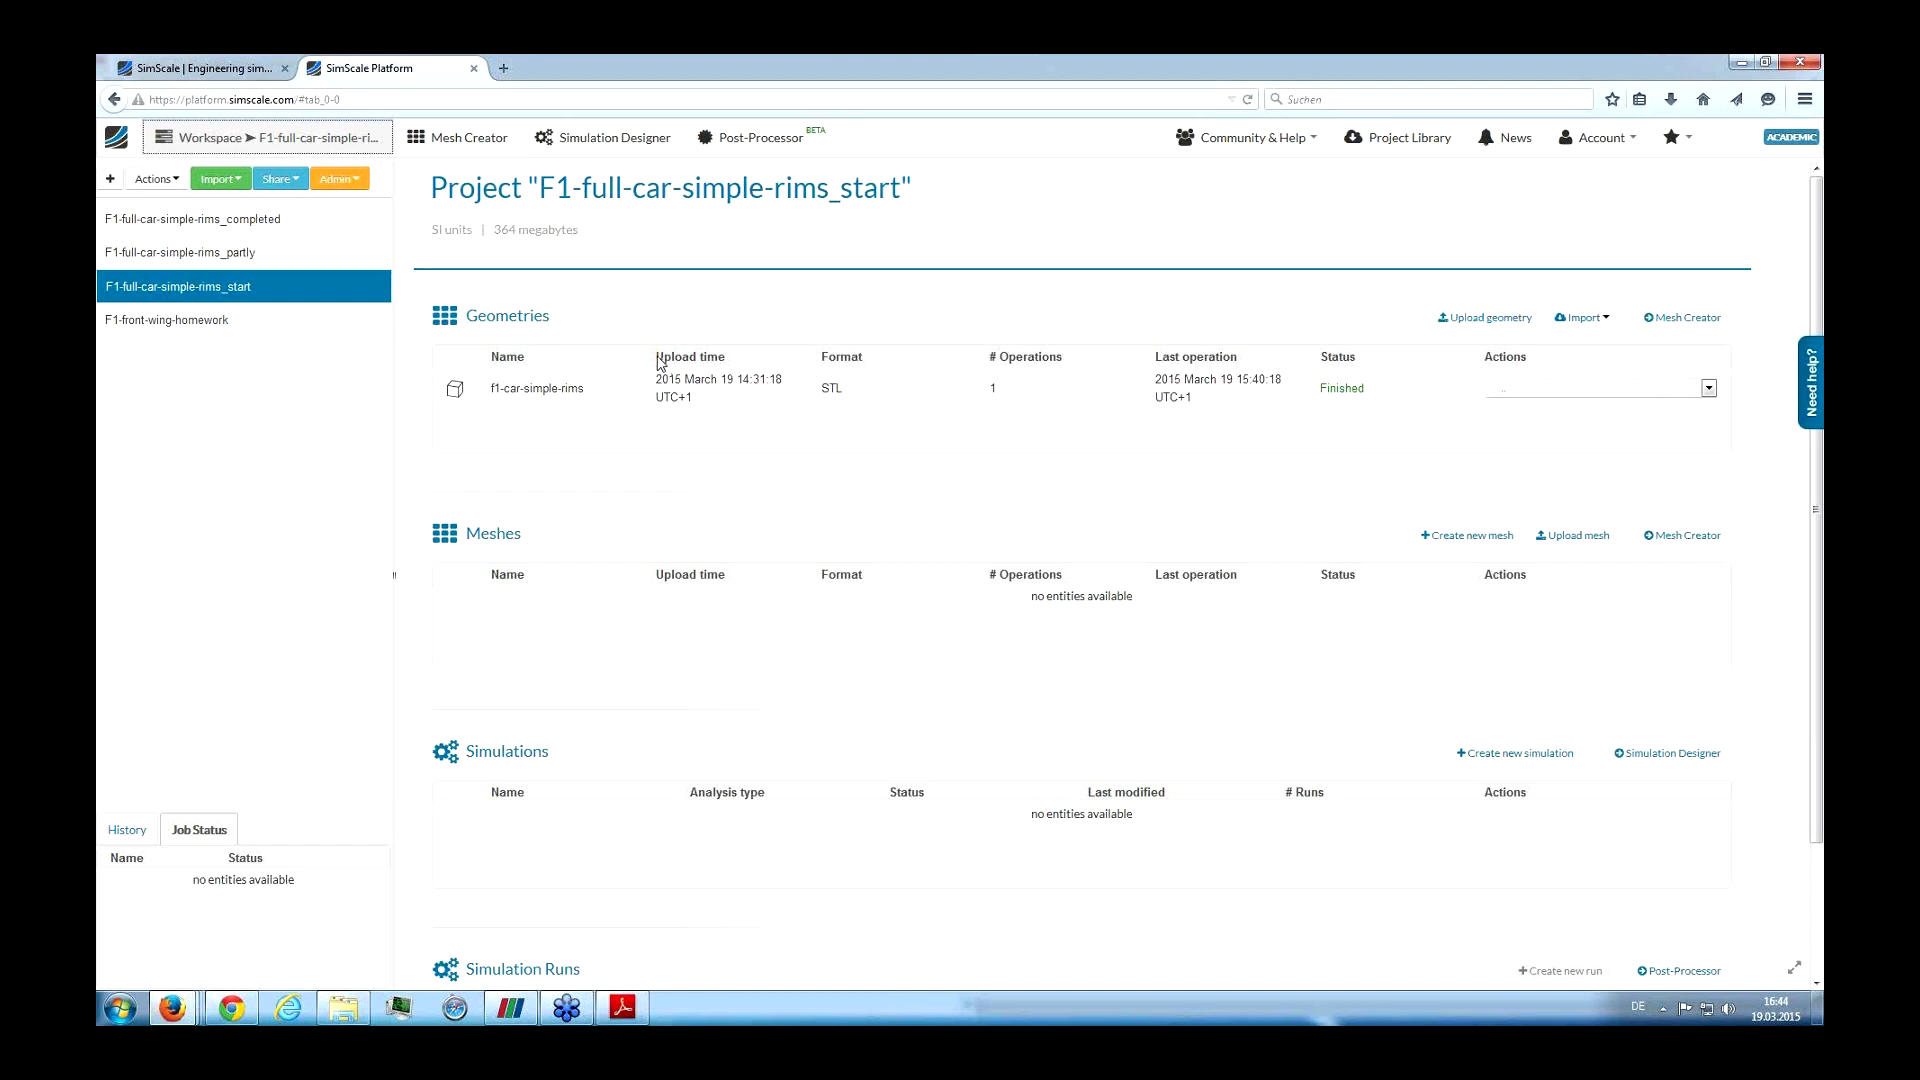 SimScale | Engineering sim...
SimScale Platform
https://platform.simscale.com/#tab_0-0
Suchen
Workspace ➤ F1-full-car-simple-ri...
Mesh Creator
Simulation Designer
Post-Processor BETA
Community & Help
Project Library
News
Account
ACADEMIC
Actions
Import
Share
Admin
F1-full-car-simple-rims_completed
F1-full-car-simple-rims_partly
F1-full-car-simple-rims_start
F1-front-wing-homework
Project "F1-full-car-simple-rims_start"
SI units | 364 megabytes
Geometries
Upload geometry
Import
Mesh Creator
Name Upload time Format # Operations Last operation Status Actions
f1-car-simple-rims 2015 March 19 14:31:18 UTC+1 STL 1 2015 March 19 15:40:18 UTC+1 Finished ..
Need help?
Meshes
+ Create new mesh
Upload mesh
Mesh Creator
Name Upload time Format # Operations Last operation Status Actions
no entities available
Simulations
+ Create new simulation
Simulation Designer
Name Analysis type Status Last modified # Runs Actions
no entities available
History
Job Status
Name Status
no entities available
Simulation Runs
+ Create new run
Post-Processor
DE
16:44
19.03.2015